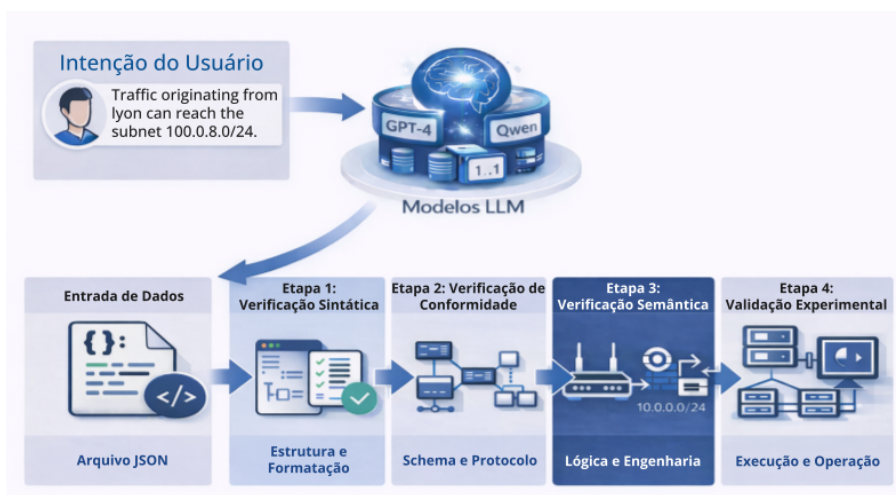 Intenção do Usuário
Traffic originating from
lyon can reach the
subnet 100.0.8.0/24.
GPT-4
Qwen
1..1
Modelos LLM
Entrada de Dados
{}:
</>
Arquivo JSON
Etapa 1:
Verificação Sintática
Estrutura e
Formatação
Etapa 2: Verificação de
Conformidade
Schema e Protocolo
Etapa 3:
Verificação Semântica
10.0.0.0/24
Lógica e Engenharia
Etapa 4:
Validação Experimental
Execução e Operação